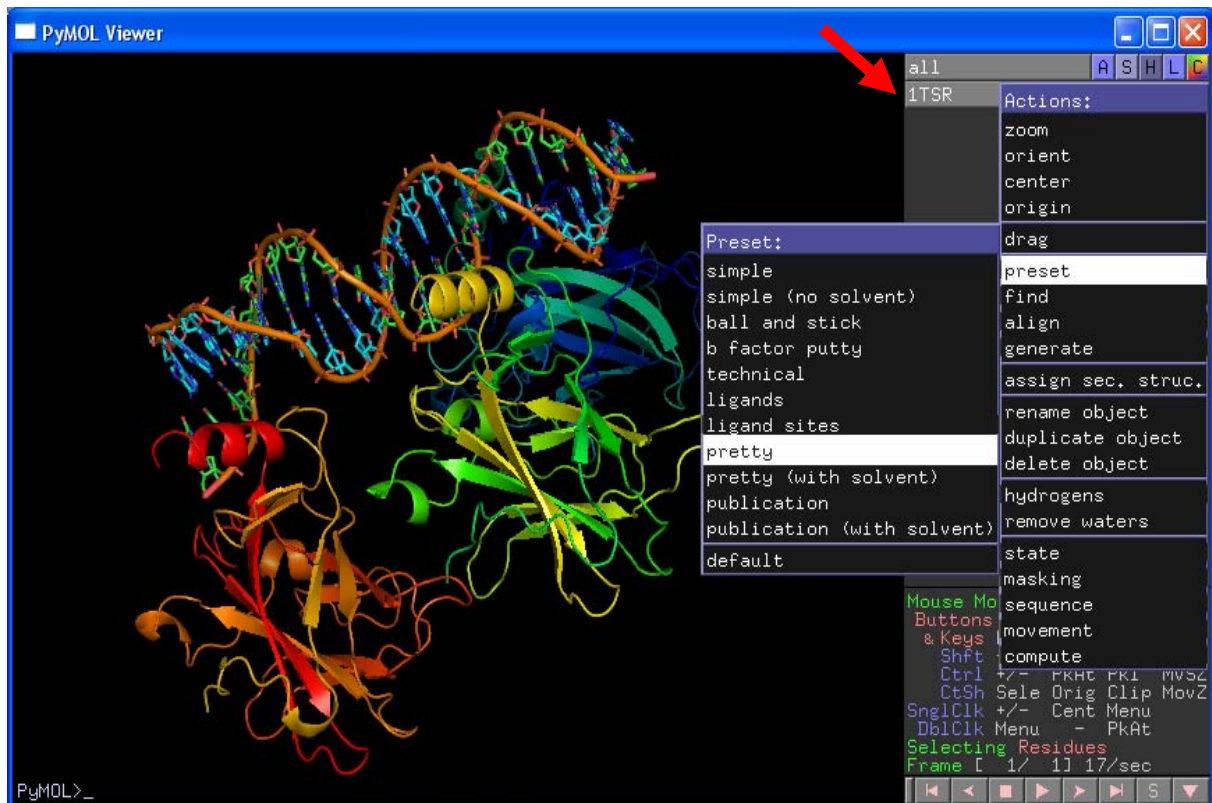 PyMOL Viewer
all A S H L C
1TSR
Actions:
zoom
orient
center
origin
drag
preset
find
align
generate
assign sec. struc.
rename object
duplicate object
delete object
hydrogens
remove waters
state
masking
sequence
movement
compute
Preset:
simple
simple (no solvent)
ball and stick
b factor putty
technical
ligands
ligand sites
pretty
pretty (with solvent)
publication
publication (with solvent)
default
Mouse Mo
Buttons
& Keys
Shft
Ctrl +/- PkAt Pk1 MvSZ
CtSh Sele Orig Clip MovZ
SnglClk +/- Cent Menu
DblClk Menu - PkAt
Selecting Residues
Frame [ 1/ 1] 17/sec
S
PyMOL>_